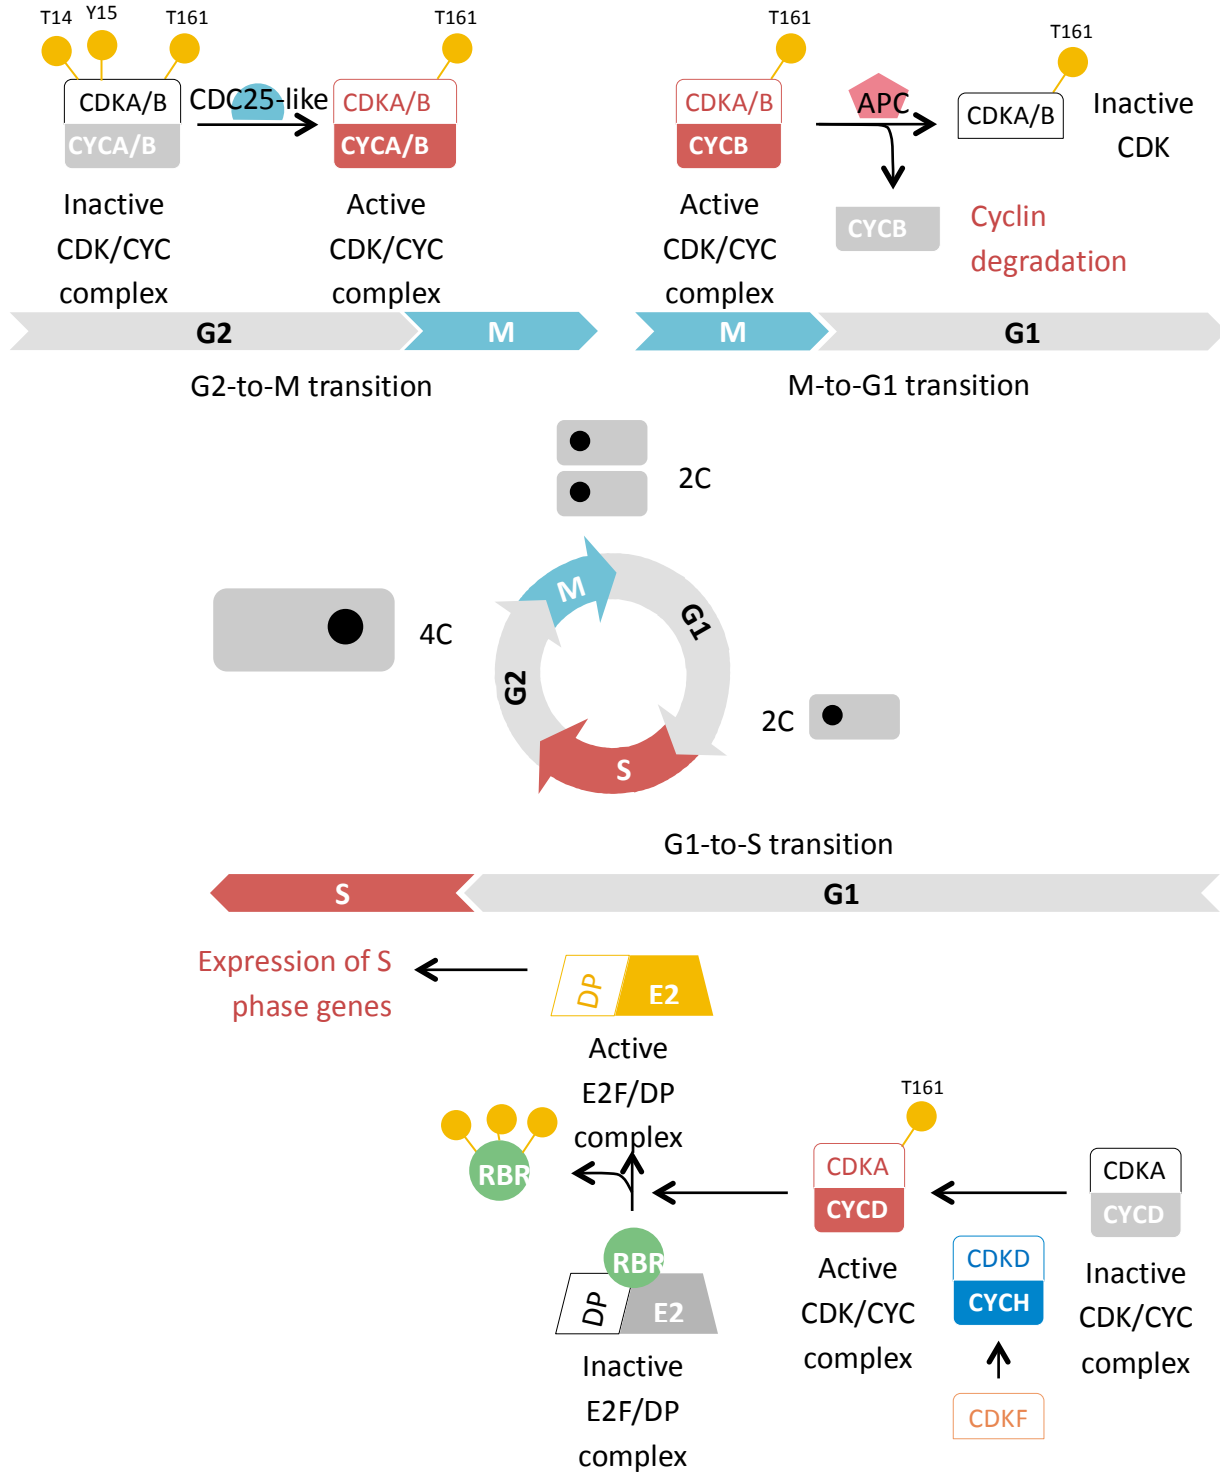 T14
Y15
T161
CDKA/B
CYCA/B
CDC25-like
T161
CDKA/B
CYCA/B
Inactive
CDK/CYC
complex
Active
CDK/CYC
complex
G2
M
G2-to-M transition
T161
CDKA/B
CYCB
APC
T161
CDKA/B
Inactive
CDK
CYCB
Cyclin
degradation
Active
CDK/CYC
complex
M
G1
M-to-G1 transition
2C
4C
M
G1
G2
S
2C
G1-to-S transition
S
G1
Expression of S
phase genes
DP
E2
Active
E2F/DP
complex
RBR
T161
CDKA
CYCD
CDKA
CYCD
RBR
DP
E2
Inactive
E2F/DP
complex
Active
CDK/CYC
complex
CDKD
CYCH
CDKF
Inactive
CDK/CYC
complex